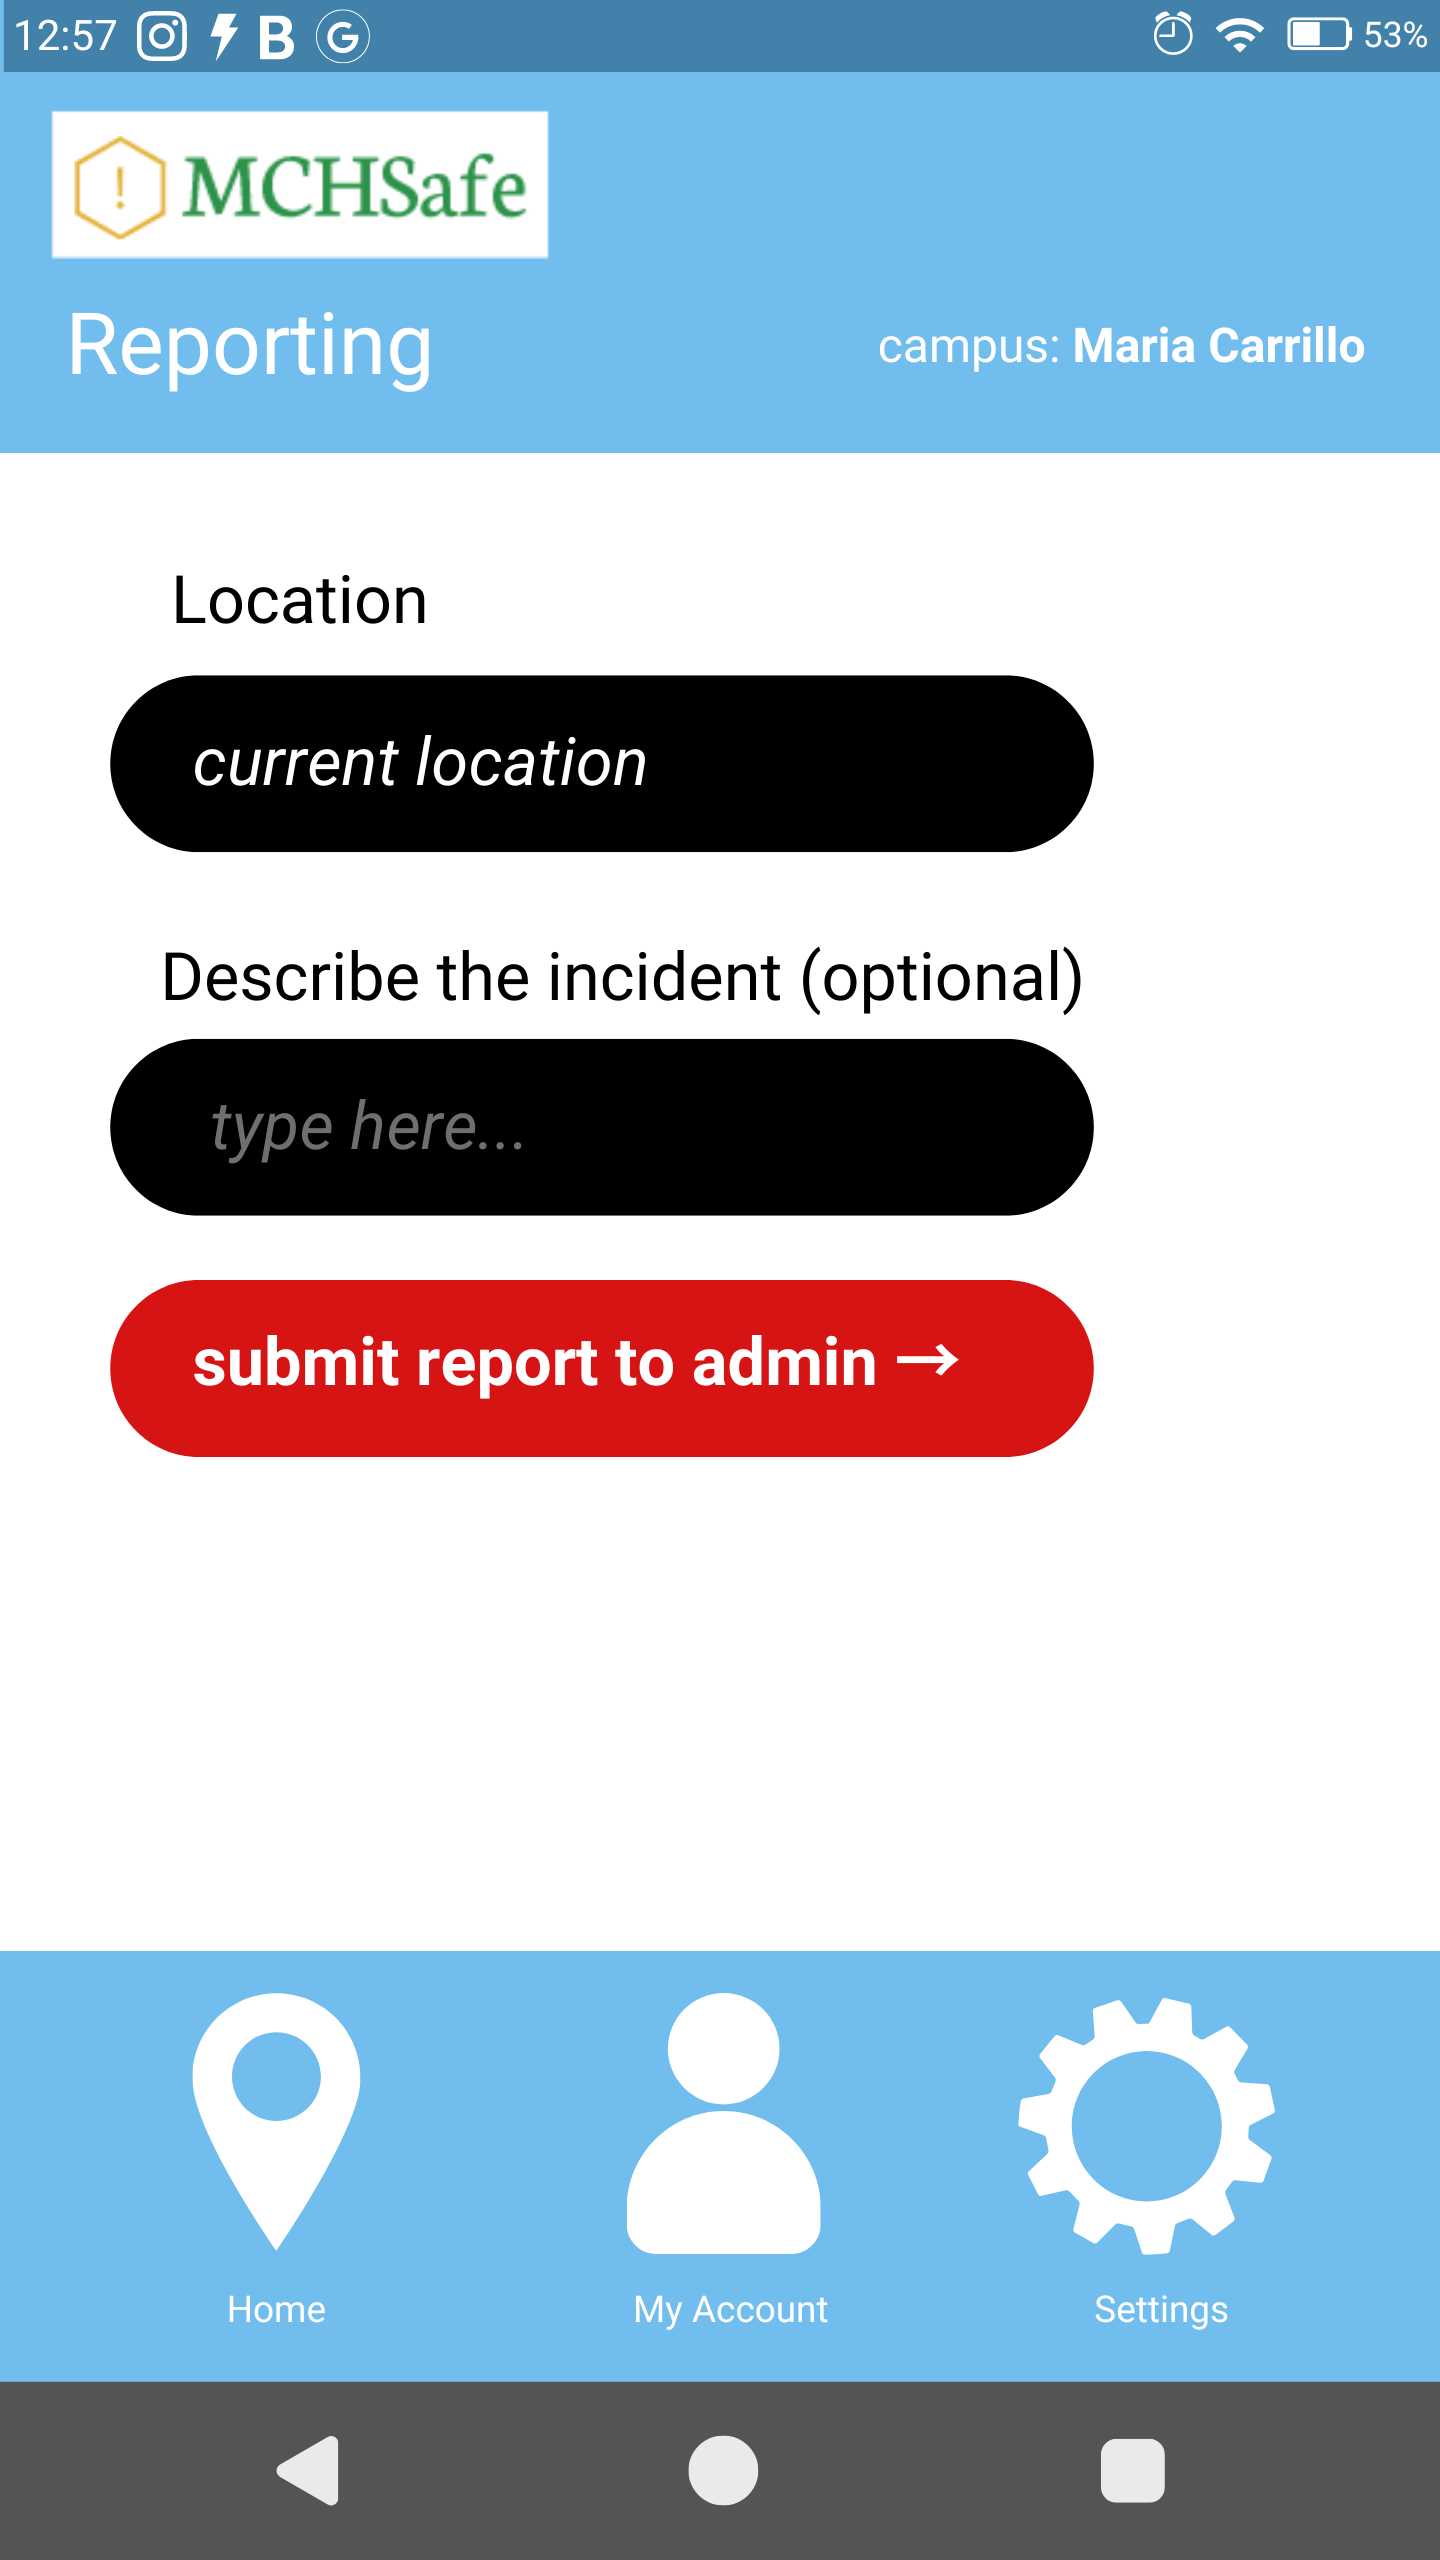 12:57 B G 53%
! MCHSafe
Reporting
campus: Maria Carrillo
Location
current location
Describe the incident (optional)
type here...
submit report to admin →
Home
My Account
Settings